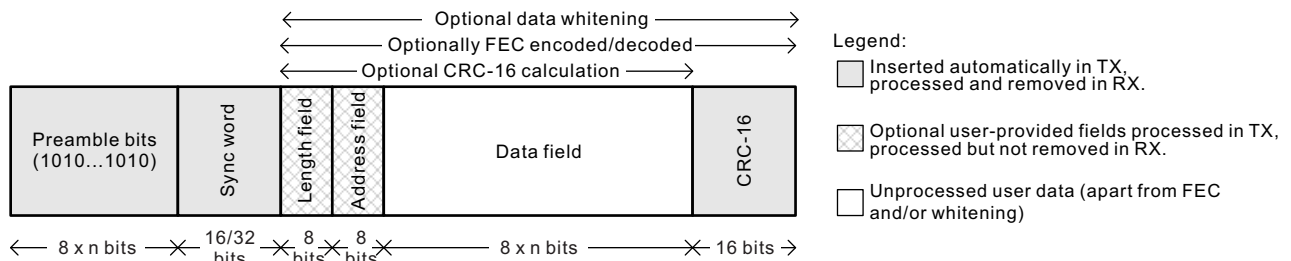 Optional data whitening
Optionally FEC encoded/decoded
Optional CRC-16 calculation
Preamble bits
(1010...1010)
Sync word
Length field
Address field
Data field
CRC-16
8 x n bits
16/32
bits
8
bits
8
bits
8 x n bits
16 bits
Legend:
Inserted automatically in TX,
processed and removed in RX.
Optional user-provided fields processed in TX,
processed but not removed in RX.
Unprocessed user data (apart from FEC
and/or whitening)